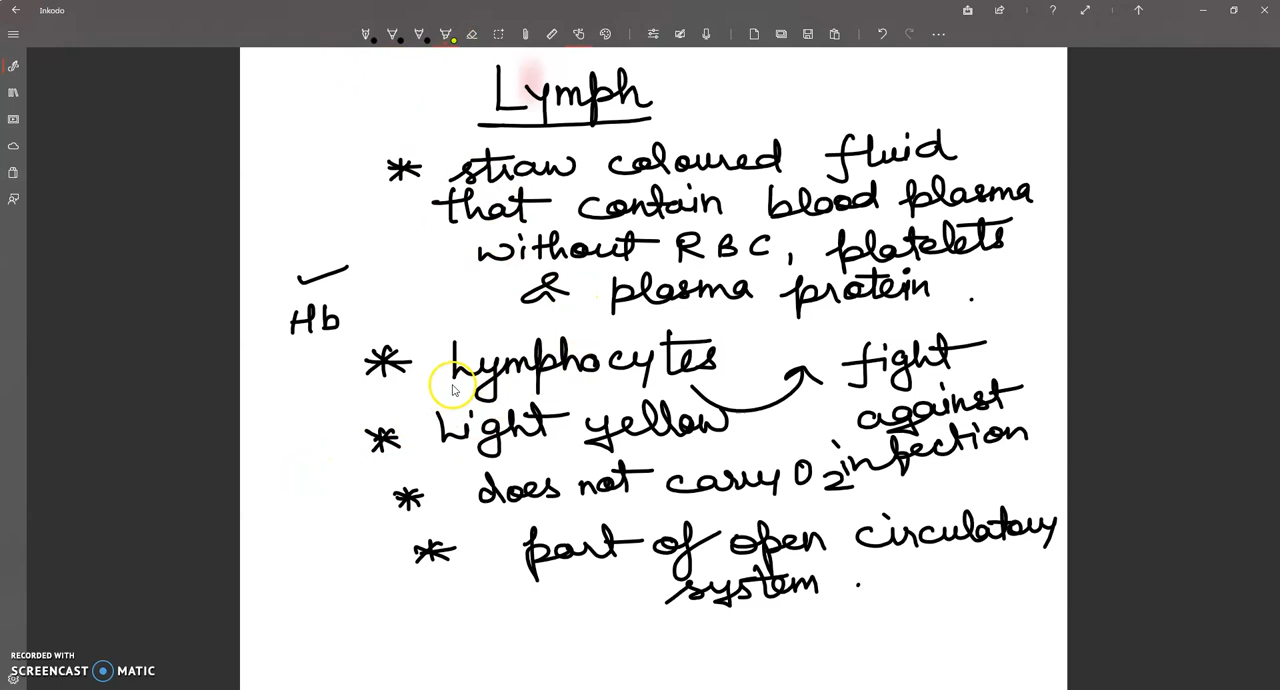 Inkodo
Lymph
* straw coloured fluid
that contain blood plasma
without RBC, platelets
& plasma protein .
Hb
* Lymphocytes → fight
against
infection
* Light yellow
* does not carry O2
* part of open circulatory
system .
RECORDED WITH
SCREENCAST MATIC